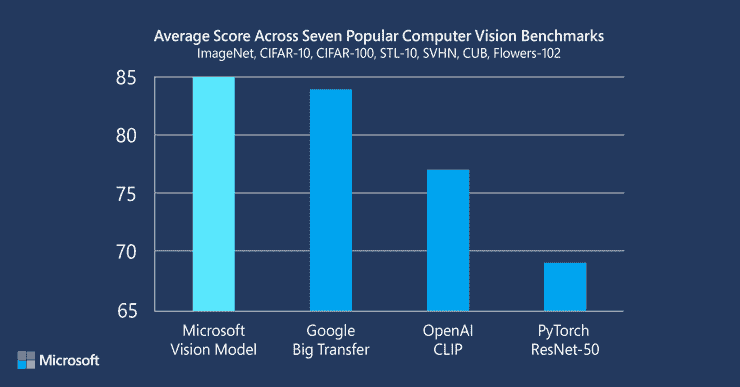 Average Score Across Seven Popular Computer Vision Benchmarks
ImageNet, CIFAR-10, CIFAR-100, STL-10, SVHN, CUB, Flowers-102
85
80
75
70
65
Microsoft
Vision Model
Google
Big Transfer
OpenAI
CLIP
PyTorch
ResNet-50
Microsoft